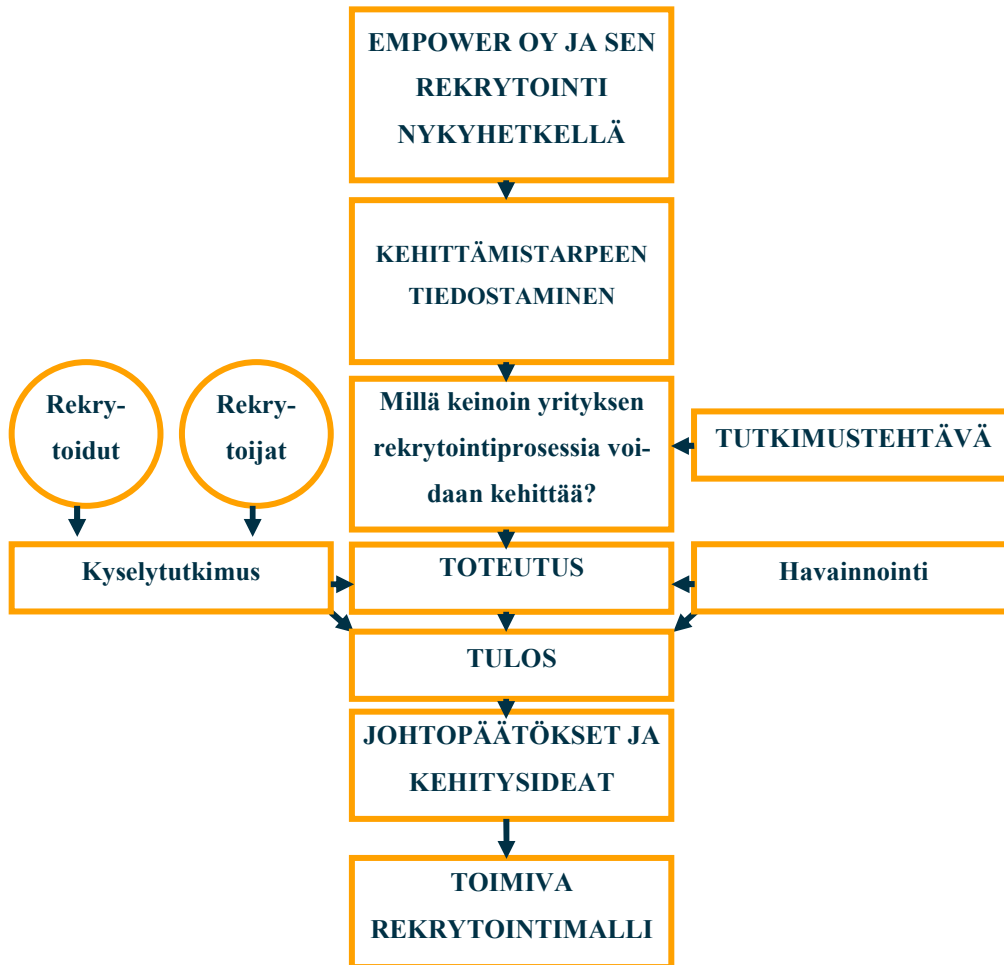 EMPOWER OY JA SEN
REKRYTOINTI
NYKYHETKELLÄ
KEHITTÄMISTARPEEN
TIEDOSTAMINEN
Rekry-
toidut
Rekry-
toijat
Millä keinoin yrityksen
rekrytointiprosessia voi-
daan kehittää?
TUTKIMUSTEHTÄVÄ
Kyselytutkimus
TOTEUTUS
Havainnointi
TULOS
JOHTOPÄÄTÖKSET JA
KEHITYSIDEAT
TOIMIVA
REKRYTOINTIMALLI